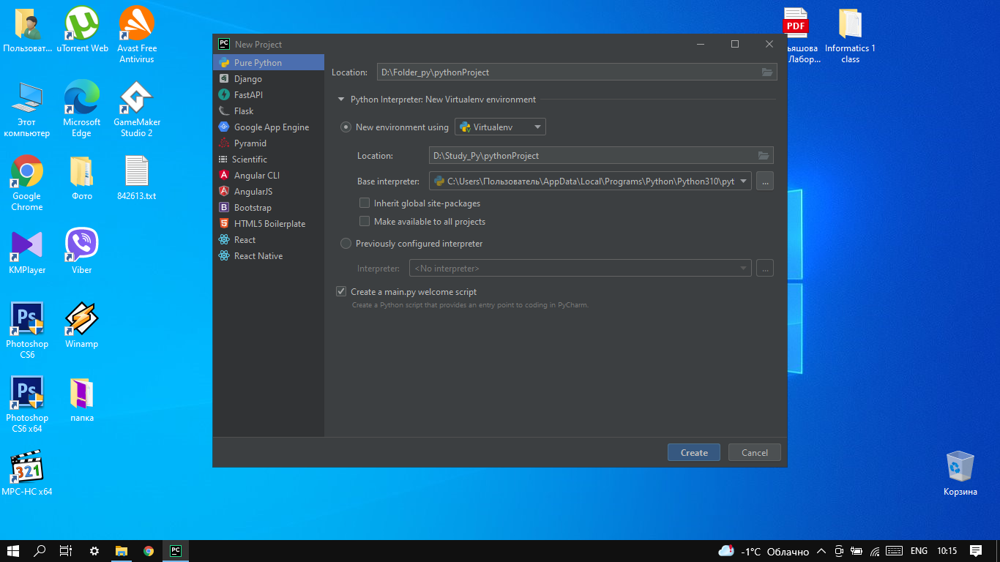 Пользоват...
uTorrent Web
Avast Free
Antivirus
Этот
компьютер
Microsoft
Edge
GameMaker
Studio 2
Google
Chrome
Фото
842613.txt
KMPlayer
Viber
Ps
Photoshop
CS6
Winamp
Ps
Photoshop
CS6 x64
папка
321
MPC-HC x64
PC New Project
Pure Python
Django
FastAPI
Flask
Google App Engine
Pyramid
Scientific
Angular CLI
AngularJS
Bootstrap
HTML5 Boilerplate
React
React Native
Location: D:\Folder_py\pythonProject
Python Interpreter: New Virtualenv environment
New environment using Virtualenv
Location: D:\Study_Py\pythonProject
Base interpreter: C:\Users\Пользователь\AppData\Local\Programs\Python\Python310\pyt ...
Inherit global site-packages
Make available to all projects
Previously configured interpreter
Interpreter: <No interpreter> ...
Create a main.py welcome script
Create a Python script that provides an entry point to coding in PyCharm.
Create Cancel
PDF
ьяшова
Лабор...
Informatics 1
class
Корзина
PC
-1°C Облачно
ENG
10:15